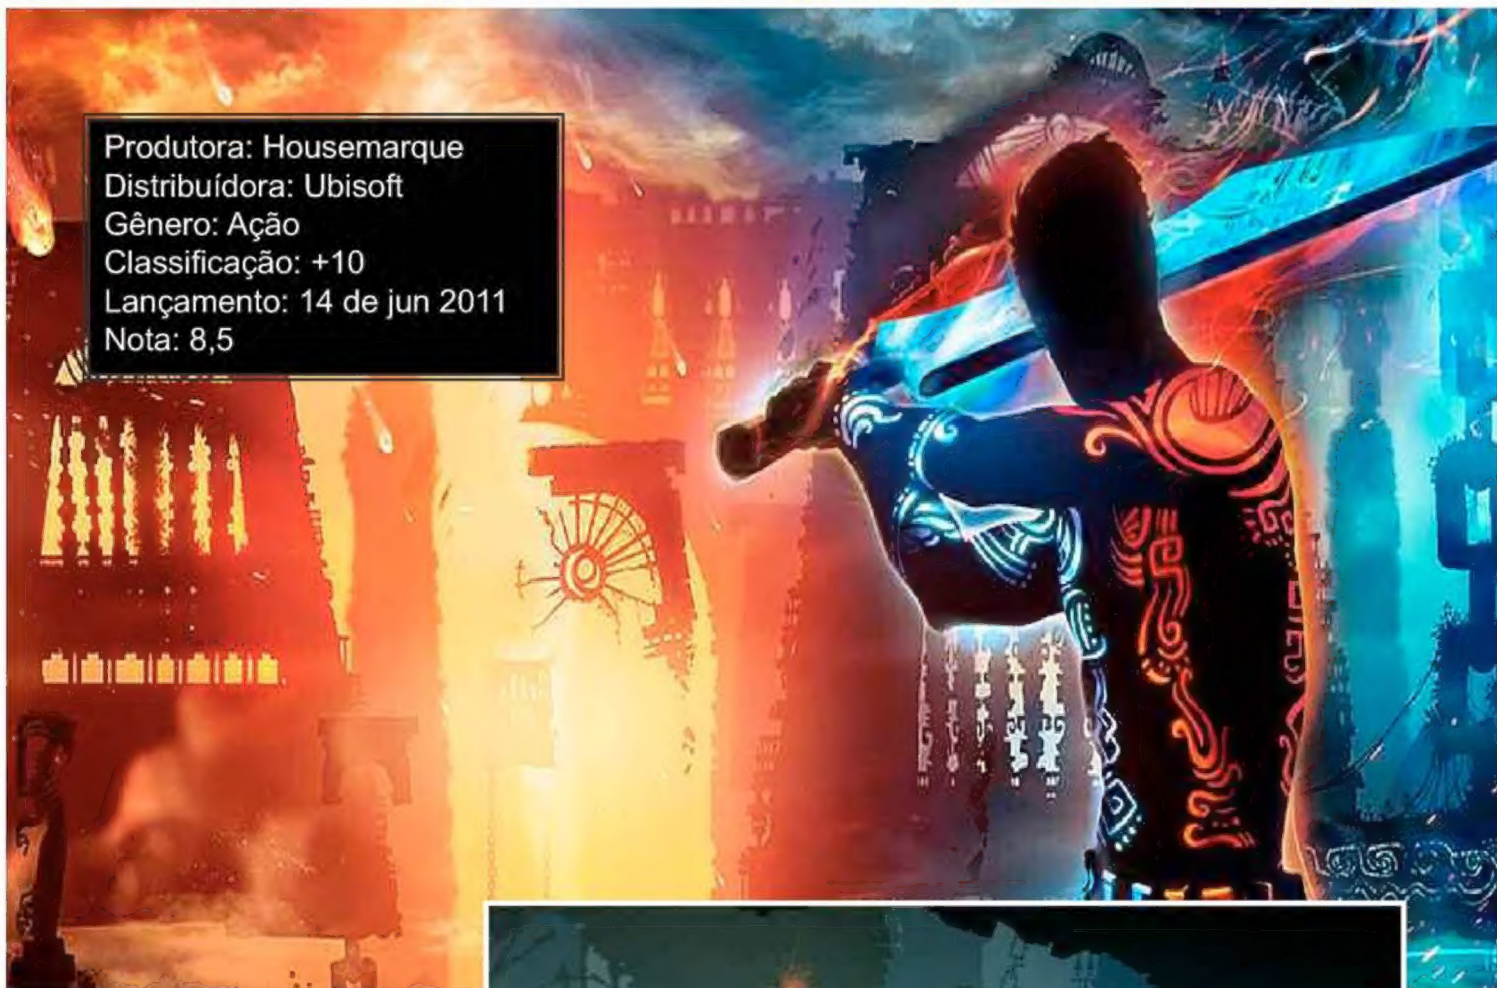 Produtora: Housemarque
Distribuídora: Ubisoft
Gênero: Ação
Classificação: +10
Lançamento: 14 de jun 2011
Nota: 8,5